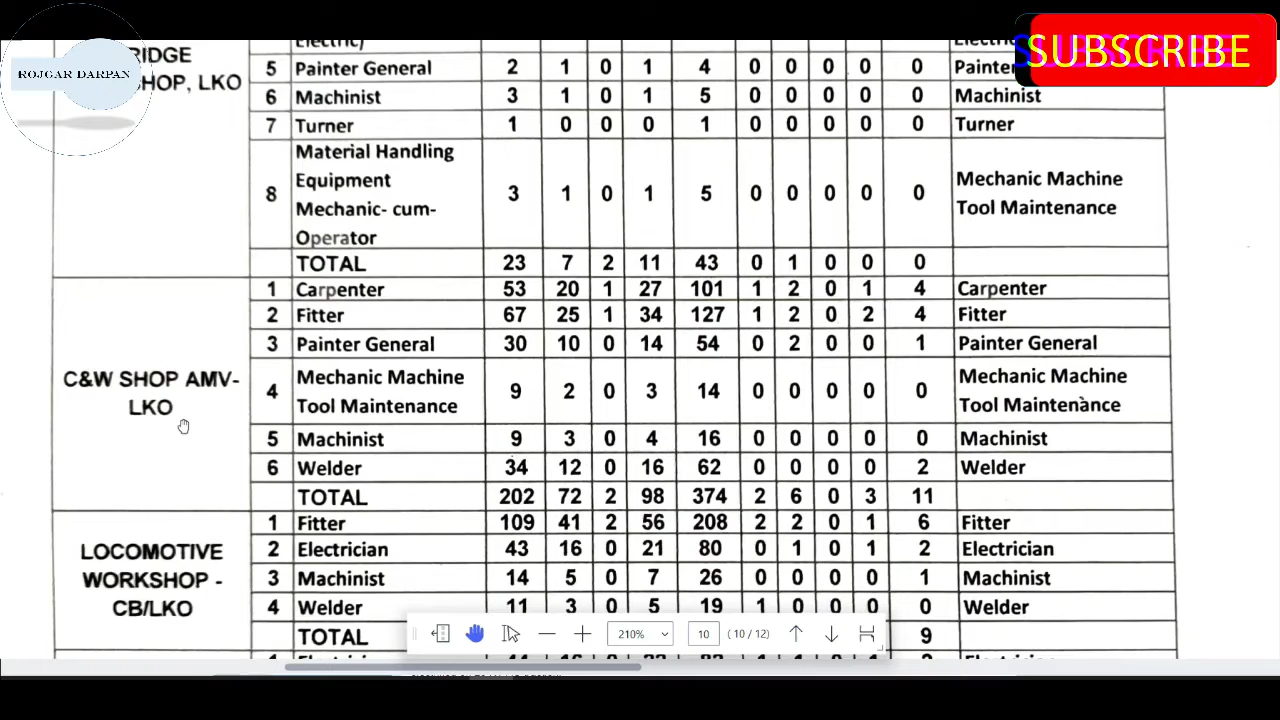 ROJGAR DARPAN
SUBSCRIBE
RIDGE
HOP, LKO
Electric)
5 Painter General 2 1 0 1 4 0 0 0 0 0 Painter
6 Machinist 3 1 0 1 5 0 0 0 0 0 Machinist
7 Turner 1 0 0 0 1 0 0 0 0 0 Turner
8 Material Handling Equipment Mechanic- cum- Operator 3 1 0 1 5 0 0 0 0 0 Mechanic Machine Tool Maintenance
TOTAL 23 7 2 11 43 0 1 0 0 0
C&W SHOP AMV-
LKO
1 Carpenter 53 20 1 27 101 1 2 0 1 4 Carpenter
2 Fitter 67 25 1 34 127 1 2 0 2 4 Fitter
3 Painter General 30 10 0 14 54 0 2 0 0 1 Painter General
4 Mechanic Machine Tool Maintenance 9 2 0 3 14 0 0 0 0 0 Mechanic Machine Tool Maintenance
5 Machinist 9 3 0 4 16 0 0 0 0 0 Machinist
6 Welder 34 12 0 16 62 0 0 0 0 2 Welder
TOTAL 202 72 2 98 374 2 6 0 3 11
LOCOMOTIVE
WORKSHOP -
CB/LKO
1 Fitter 109 41 2 56 208 2 2 0 1 6 Fitter
2 Electrician 43 16 0 21 80 0 1 0 1 2 Electrician
3 Machinist 14 5 0 7 26 0 0 0 0 1 Machinist
4 Welder 11 3 0 5 19 1 0 0 0 0 Welder
TOTAL 9
210% 10 (10 / 12)